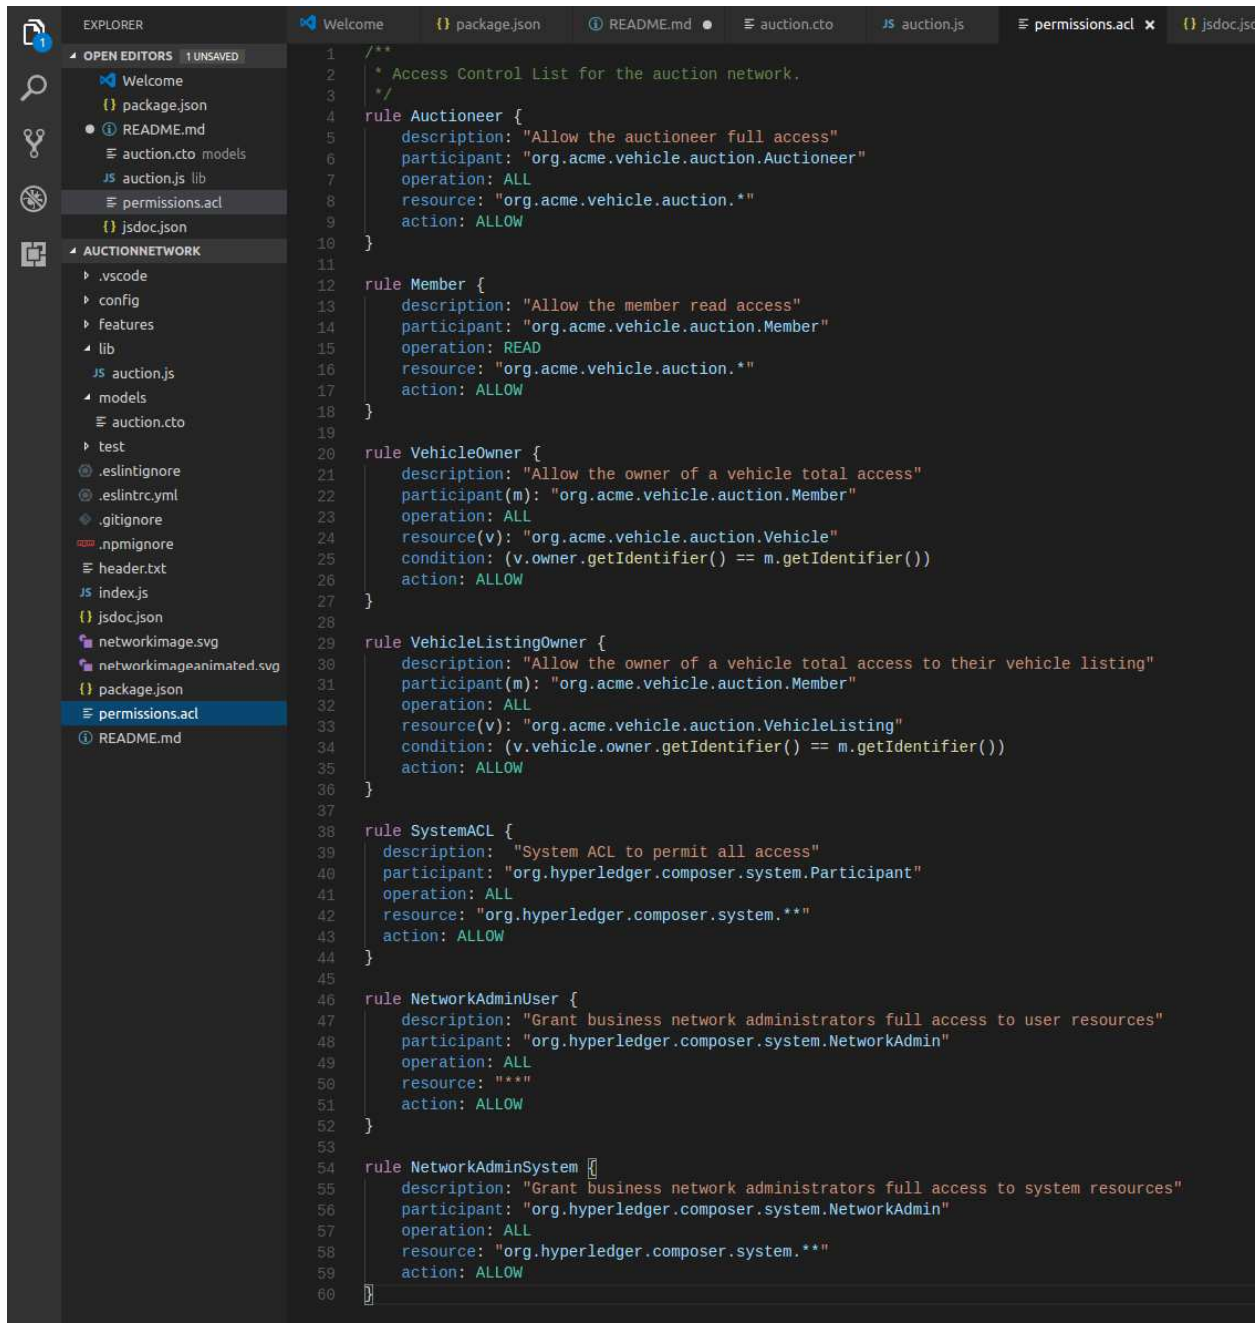 EXPLORER
Welcome
{} package.json
README.md
auction.cto
JS auction.js
permissions.acl
{} jsdoc.jso
1
OPEN EDITORS 1 UNSAVED
Welcome
{} package.json
README.md
auction.cto models
JS auction.js lib
permissions.acl
{} jsdoc.json
AUCTIONNETWORK
.vscode
config
features
lib
JS auction.js
models
auction.cto
test
.eslintignore
.eslintrc.yml
.gitignore
.npmignore
header.txt
JS index.js
{} jsdoc.json
networkimage.svg
networkimageanimated.svg
{} package.json
permissions.acl
README.md
1 /**
2 * Access Control List for the auction network.
3 */
4 rule Auctioneer {
5 description: "Allow the auctioneer full access"
6 participant: "org.acme.vehicle.auction.Auctioneer"
7 operation: ALL
8 resource: "org.acme.vehicle.auction.*"
9 action: ALLOW
10 }
11
12 rule Member {
13 description: "Allow the member read access"
14 participant: "org.acme.vehicle.auction.Member"
15 operation: READ
16 resource: "org.acme.vehicle.auction.*"
17 action: ALLOW
18 }
19
20 rule VehicleOwner {
21 description: "Allow the owner of a vehicle total access"
22 participant(m): "org.acme.vehicle.auction.Member"
23 operation: ALL
24 resource(v): "org.acme.vehicle.auction.Vehicle"
25 condition: (v.owner.getIdentifier() == m.getIdentifier())
26 action: ALLOW
27 }
28
29 rule VehicleListingOwner {
30 description: "Allow the owner of a vehicle total access to their vehicle listing"
31 participant(m): "org.acme.vehicle.auction.Member"
32 operation: ALL
33 resource(v): "org.acme.vehicle.auction.VehicleListing"
34 condition: (v.vehicle.owner.getIdentifier() == m.getIdentifier())
35 action: ALLOW
36 }
37
38 rule SystemACL {
39 description:  "System ACL to permit all access"
40 participant: "org.hyperledger.composer.system.Participant"
41 operation: ALL
42 resource: "org.hyperledger.composer.system.**"
43 action: ALLOW
44 }
45
46 rule NetworkAdminUser {
47 description: "Grant business network administrators full access to user resources"
48 participant: "org.hyperledger.composer.system.NetworkAdmin"
49 operation: ALL
50 resource: "**"
51 action: ALLOW
52 }
53
54 rule NetworkAdminSystem {
55 description: "Grant business network administrators full access to system resources"
56 participant: "org.hyperledger.composer.system.NetworkAdmin"
57 operation: ALL
58 resource: "org.hyperledger.composer.system.**"
59 action: ALLOW
60 }